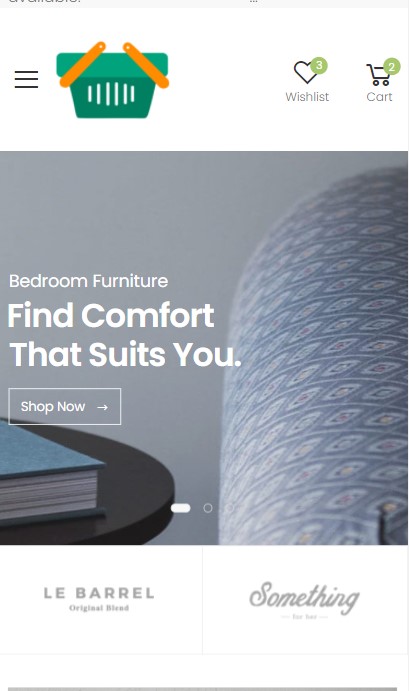 available.
...
3
2
Wishlist
Cart
Bedroom Furniture
Find Comfort
That Suits You.
Shop Now →
LE BARREL
Original Blend
Something
for her